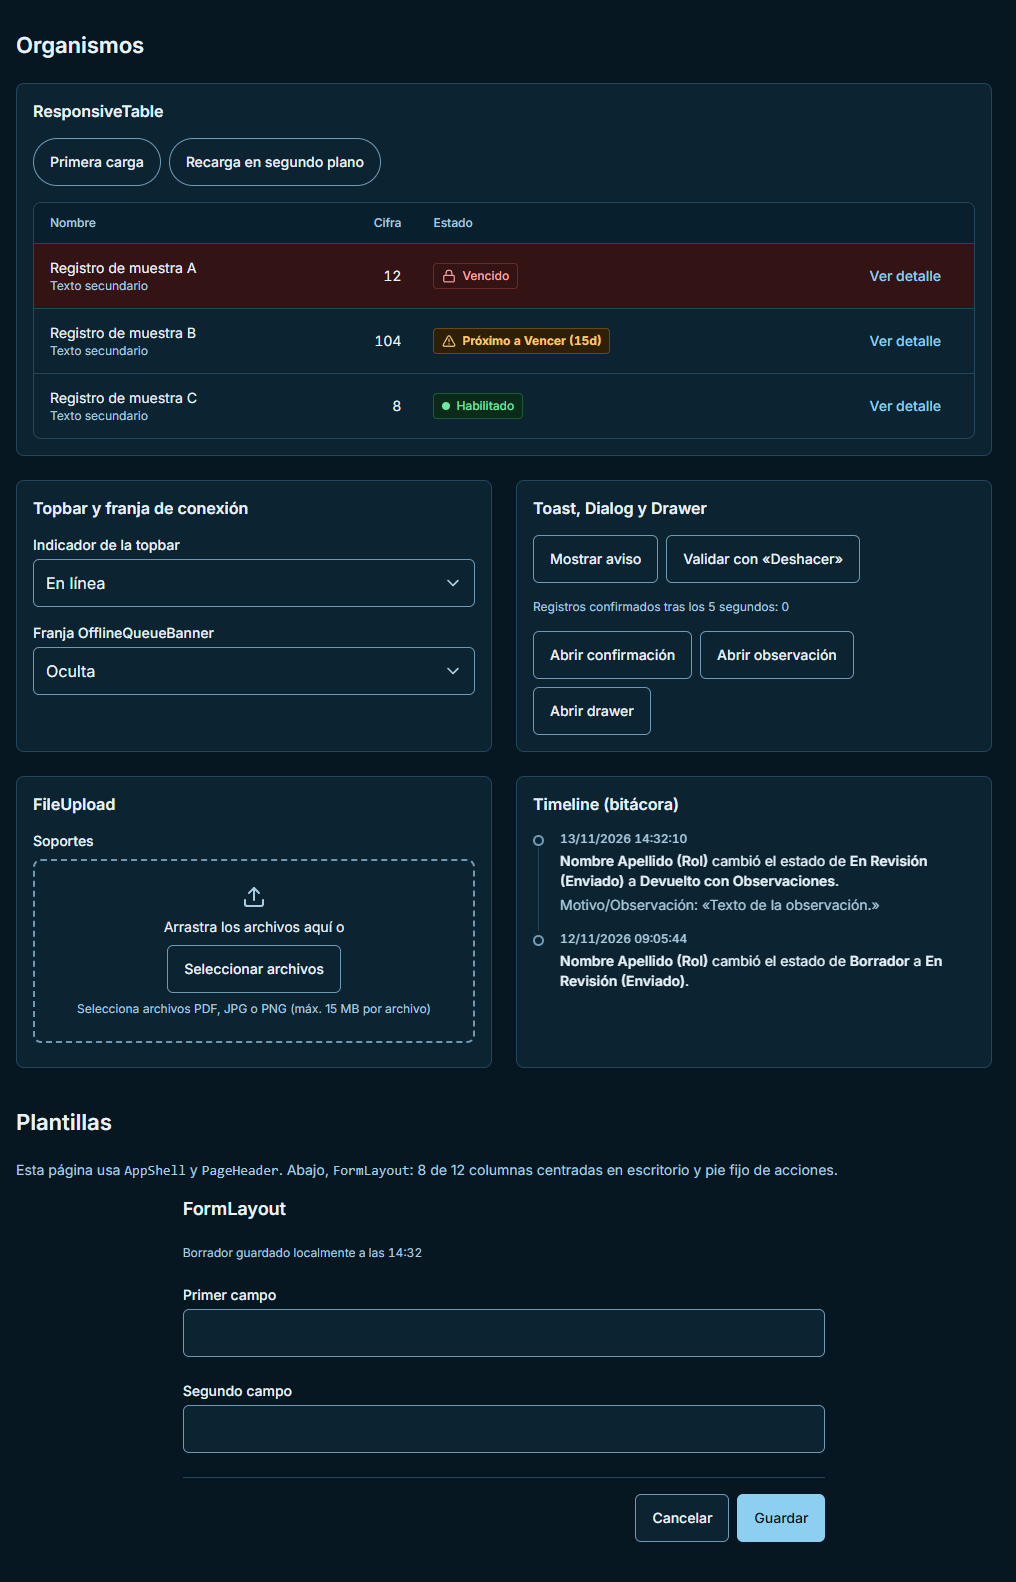 Organismos
ResponsiveTable
Primera carga
Recarga en segundo plano
Nombre Cifra Estado
Registro de muestra A
Texto secundario
12
Vencido
Ver detalle
Registro de muestra B
Texto secundario
104
Próximo a Vencer (15d)
Ver detalle
Registro de muestra C
Texto secundario
8
Habilitado
Ver detalle
Topbar y franja de conexión
Indicador de la topbar
En línea
Franja OfflineQueueBanner
Oculta
Toast, Dialog y Drawer
Mostrar aviso
Validar con «Deshacer»
Registros confirmados tras los 5 segundos: 0
Abrir confirmación
Abrir observación
Abrir drawer
FileUpload
Soportes
Arrastra los archivos aquí o
Seleccionar archivos
Selecciona archivos PDF, JPG o PNG (máx. 15 MB por archivo)
Timeline (bitácora)
13/11/2026 14:32:10
Nombre Apellido (Rol) cambió el estado de En Revisión
(Enviado) a Devuelto con Observaciones.
Motivo/Observación: «Texto de la observación.»
12/11/2026 09:05:44
Nombre Apellido (Rol) cambió el estado de Borrador a En
Revisión (Enviado).
Plantillas
Esta página usa AppShell y PageHeader. Abajo, FormLayout: 8 de 12 columnas centradas en escritorio y pie fijo de acciones.
FormLayout
Borrador guardado localmente a las 14:32
Primer campo
Segundo campo
Cancelar
Guardar